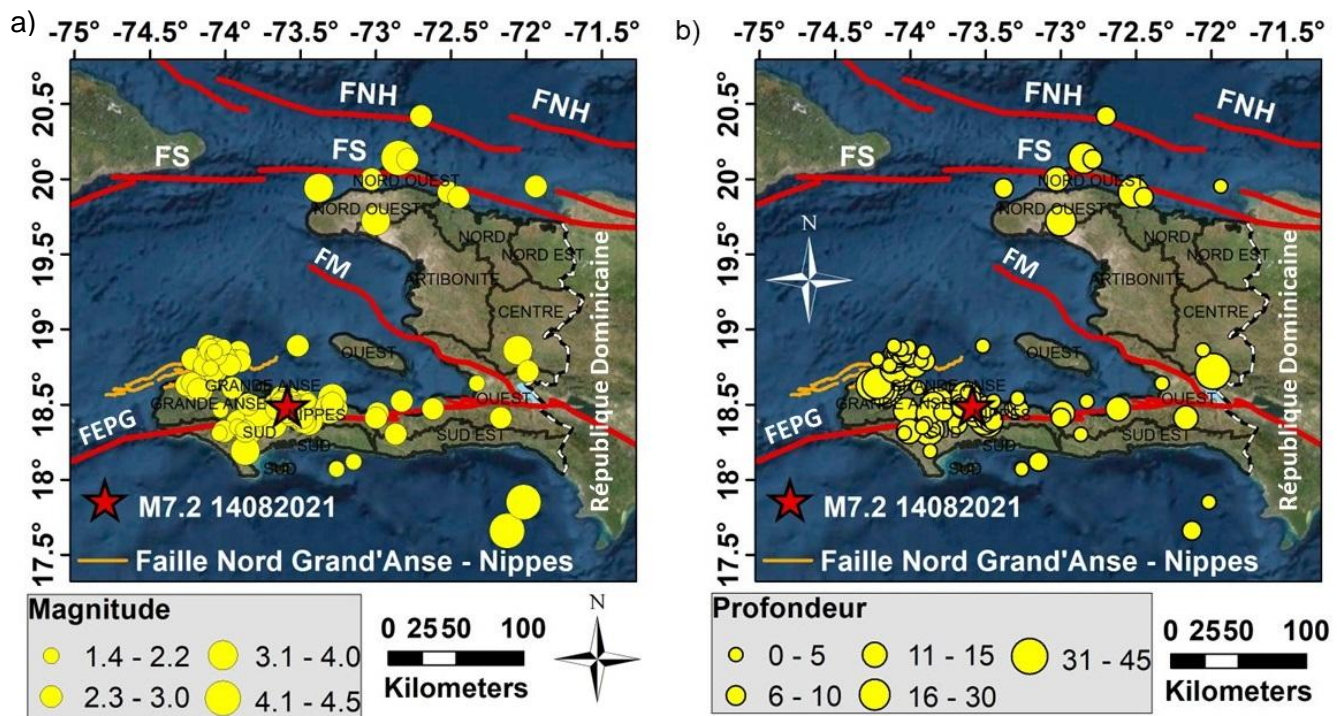 a)
-75° -74.5° -74° -73.5° -73° -72.5° -72° -71.5°
20.5°
20°
19.5°
19°
18.5°
18°
17.5°
FNH
FNH
FS
FS
NORD OUEST
NORD OUEST
NORD
NORD EST
FM
ARTIBONITE
CENTRE
République Dominicaine
OUEST
GRANDE ANSE
GRANDE ANSE
NIPPES
OUEST
FEPG
SUD
SUD
SUD EST
SUD
M7.2 14082021
Faille Nord Grand'Anse - Nippes
Magnitude
1.4 - 2.2
3.1 - 4.0
2.3 - 3.0
4.1 - 4.5
0 25 50 100
Kilometers
N
b)
-75° -74.5° -74° -73.5° -73° -72.5° -72° -71.5°
20.5°
20°
19.5°
19°
18.5°
18°
17.5°
FNH
FNH
FS
FS
NORD OUEST
NORD OUEST
NORD
NORD EST
N
FM
ARTIBONITE
CENTRE
République Dominicaine
OUEST
GRANDE ANSE
GRANDE ANSE
OUEST
FEPG
SUD
SUD
SUD EST
SUD
M7.2 14082021
Faille Nord Grand'Anse - Nippes
Profondeur
0 - 5
11 - 15
31 - 45
6 - 10
16 - 30
0 25 50 100
Kilometers